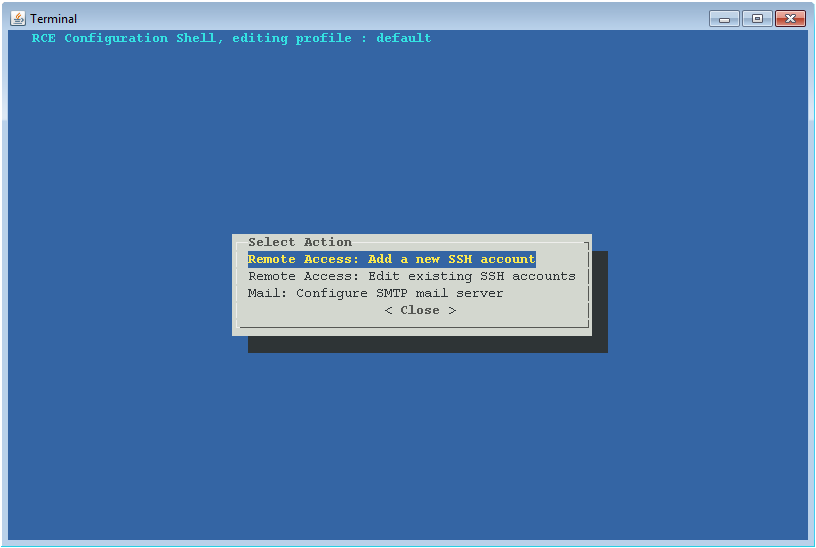 Terminal
RCE Configuration Shell, editing profile : default
Select Action
Remote Access: Add a new SSH account
Remote Access: Edit existing SSH accounts
Mail: Configure SMTP mail server
< Close >